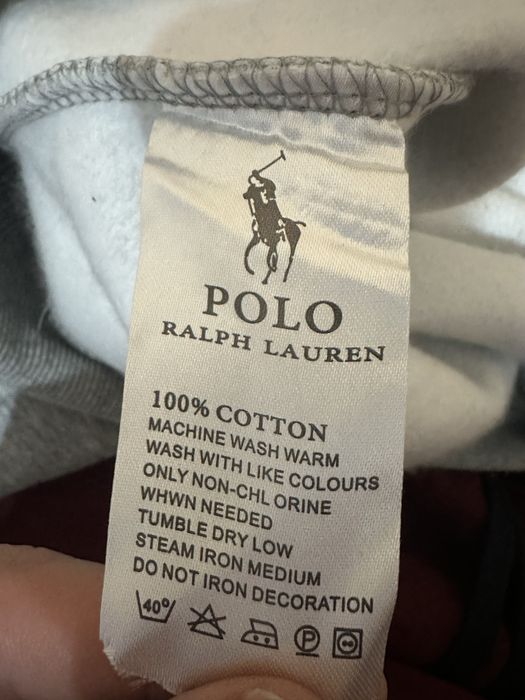 POLO
RALPH LAUREN
100% COTTON
MACHINE WASH WARM
WASH WITH LIKE COLOURS
ONLY NON-CHL ORINE
WHWN NEEDED
TUMBLE DRY LOW
STEAM IRON MEDIUM
DO NOT IRON DECORATION
40° P